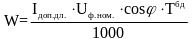 W= I доп.дл. ·U ф.ном. ·cosφ·T бд
1000